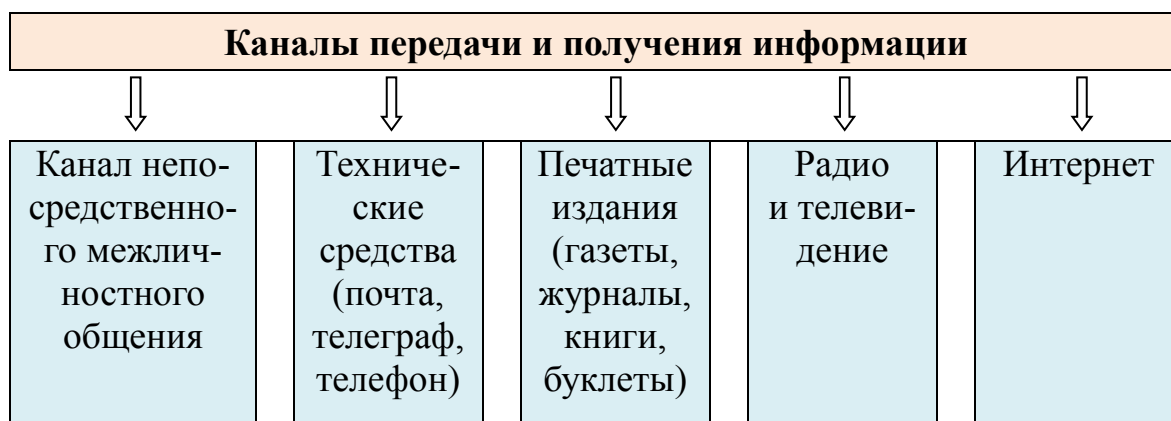 Каналы передачи и получения информации
Канал непо-
средственно-
го межлич-
ностного
общения
Техниче-
ские
средства
(почта,
телеграф,
телефон)
Печатные
издания
(газеты,
журналы,
книги,
буклеты)
Радио
и телеви-
дение
Интернет